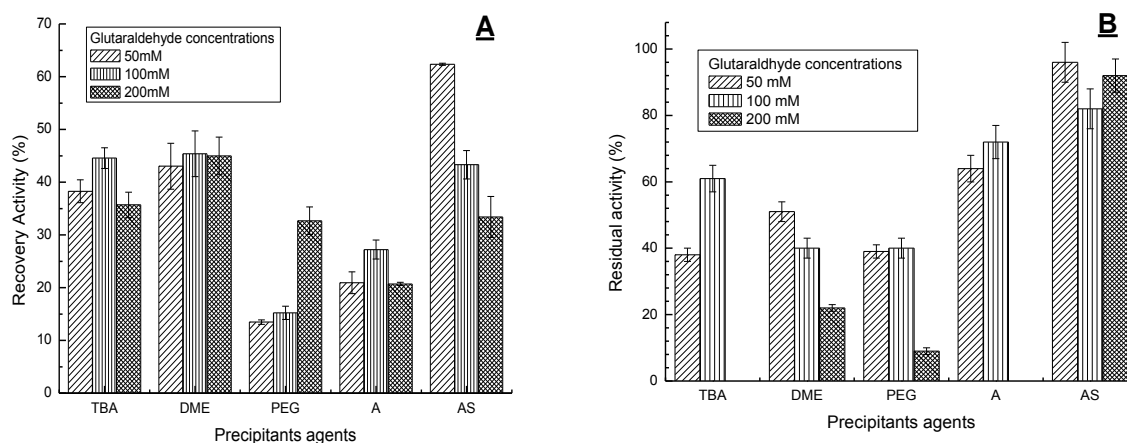 A
70
60
50
40
30
20
10
0
Recovery Activity (%)
Glutaraldehyde concentrations
50mM
100mM
200mM
TBA DME PEG A AS
Precipitants agents
B
100
80
60
40
20
0
Residual activity (%)
Glutaraldhyde concentrations
50 mM
100 mM
200 mM
TBA DME PEG A AS
Precipitants agents